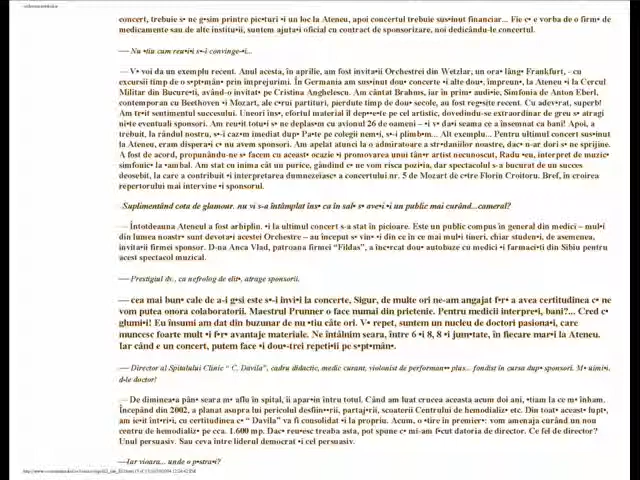 concert, trebuie s• ne g•sim printre pic•turi •i un loc la Ateneu, apoi concertul trebuie sus•inut financiar... Fie c• e vorba de o firm• de
medicamente sau de alte institu•ii, suntem ajuta•i oficial cu contract de sponsorizare, noi dedicându-le concertul.
— Nu •tiu cum reu•i•i s•-i convinge•i...
— V• voi da un exemplu recent. Anul acesta, în aprilie, am fost invita•ii Orchestrei din Wetzlar, un ora• lâng• Frankfurt, - cu
excursii timp de o s•pt•mân• prin împrejurimi. În Germania am sus•inut dou• concerte •i alte dou•, împreun•, la Ateneu •i la Cercul
Militar din Bucure•ti, având-o invitat• pe Cristina Anghelescu. Am cântat Brahms, iar în prim• audi•ie, Simfonia de Anton Eberl,
contemporan cu Beethoven •i Mozart, ale c•rui partituri, pierdute timp de dou• secole, au fost reg•site recent. Cu adev•rat, superb!
Am tr•it sentimentul succesului. Uneori îns•, efortul material îl dep••e•te pe cel artistic, dovedindu-se extraordinar de greu s• atragi
ni•te eventuali sponsori. Am reu•it totu•i s• ne deplas•m cu avionul 26 de oameni – •i v• da•i seama ce a însemnat ca bani! Apoi, a
trebuit, la rândul nostru, s•-i caz•m imediat dup• Pa•te pe colegii nem•i, s•-i plimb•m... Alt exemplu... Pentru ultimul concert sus•inut
la Ateneu, eram dispera•i c• nu avem sponsori. Am apelat atunci la o admiratoare a str•daniilor noastre, dac• n-ar dori s• ne sprijine.
A fost de acord, propunându-ne s• facem cu aceast• ocazie •i promovarea unui tân•r artist necunoscut, Radu •eu, interpret de muzic•
simfonic• la •ambal. Am stat cu inima cât un purice, gândind c• ne vom risca pozi•ia, dar spectacolul s-a bucurat de un succes
deosebit, la care a contribuit •i interpretarea dumnezeiasc• a concertului nr. 5 de Mozart de c•tre Florin Croitoru. Bref, în croirea
repertoriului mai intervine •i sponsorul.
Suplimentând cota de glamour. nu vi s-a întâmplat îns• ca în sal• s• ave•i •i un public mai curând...cameral?
— Întotdeauna Ateneul a fost arhiplin. •i la ultimul concert s-a stat în picioare. Este un public compus în general din medici – mul•i
din lumea noastr• sunt devota•i acestei Orchestre – au început s• vin• •i din ce în ce mai mul•i tineri, chiar studen•i, de asemenea,
invita•ii firmei sponsor. D-na Anca Vlad, patroana firmei “Fildas”, a înc•rcat dou• autobuze cu medici •i farmaci•ti din Sibiu pentru
acest spectacol muzical.
— Prestigiul dv., ca nefrolog de elit•, atrage sponsorii.
— cea mai bun• cale de a-i g•si este s•-i invi•i la concerte, Sigur, de multe ori ne-am angajat f•r• a avea certitudinea c• ne
vom putea onora colaboratorii. Maestrul Prunner o face numai din prietenie. Pentru medicii interpre•i, bani?... Cred c•
glumi•i! Eu însumi am dat din buzunar de nu •tiu câte ori. V• repet, suntem un nucleu de doctori pasiona•i, care
muncesc foarte mult •i f•r• avantaje materiale. Ne întâlnim seara, între 6 •i 8, 8 •i jum•tate, în fiecare mar•i la Ateneu.
Iar când e un concert, putem face •i dou•-trei repeti•ii pe s•pt•mân•.
— Director al Spitalului Clinic “ C. Davila”, cadru didactic, medic curant, violonist de performan•• plus... fondist în cursa dup• sponsori. M• uimi•i,
d-le doctor!
— De diminea•a pân• seara m• aflu în spital, îi apar•in întru totul. Când am luat crucea aceasta acum doi ani, •tiam la ce m• înham.
Începând din 2002, a planat asupra lui pericolul desfiin••rii, partaj•rii, scoaterii Centrului de hemodializ• etc. Din toat• aceast• lupt•,
am ie•it întri•i, cu certitudinea c• “ Davila” va fi consolidat •i la propriu. Acum, o •tire în premier•: vom amenaja curând un nou
centru de hemodializ• pe cca. 1.600 mp. Dac• reu•esc treaba asta, pot spune c• mi-am f•cut datoria de director. Ce fel de director?
Unul persuasiv. Sau ceva între liderul democrat •i cel persuasiv.
—Iar vioara... unde o p•stra•i?